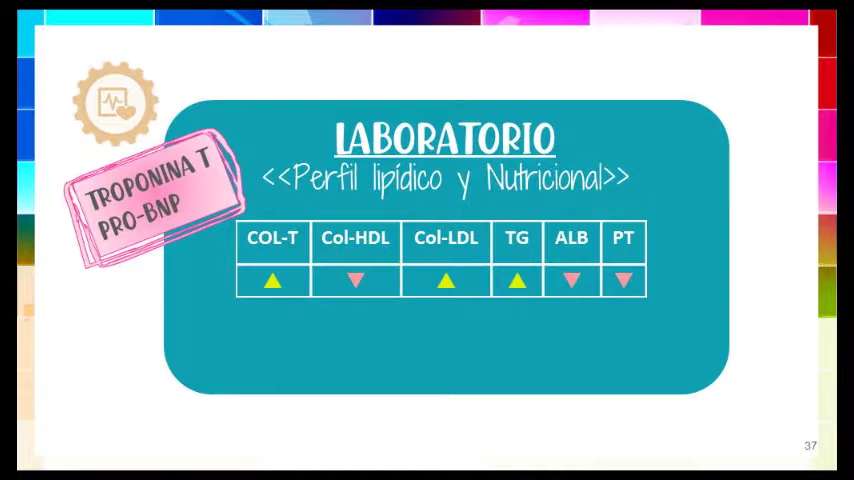 LABORATORIO
<<Perfil lipídico y Nutricional>>
TROPONINA T
PRO-BNP
COL-T Col-HDL Col-LDL TG ALB PT
37